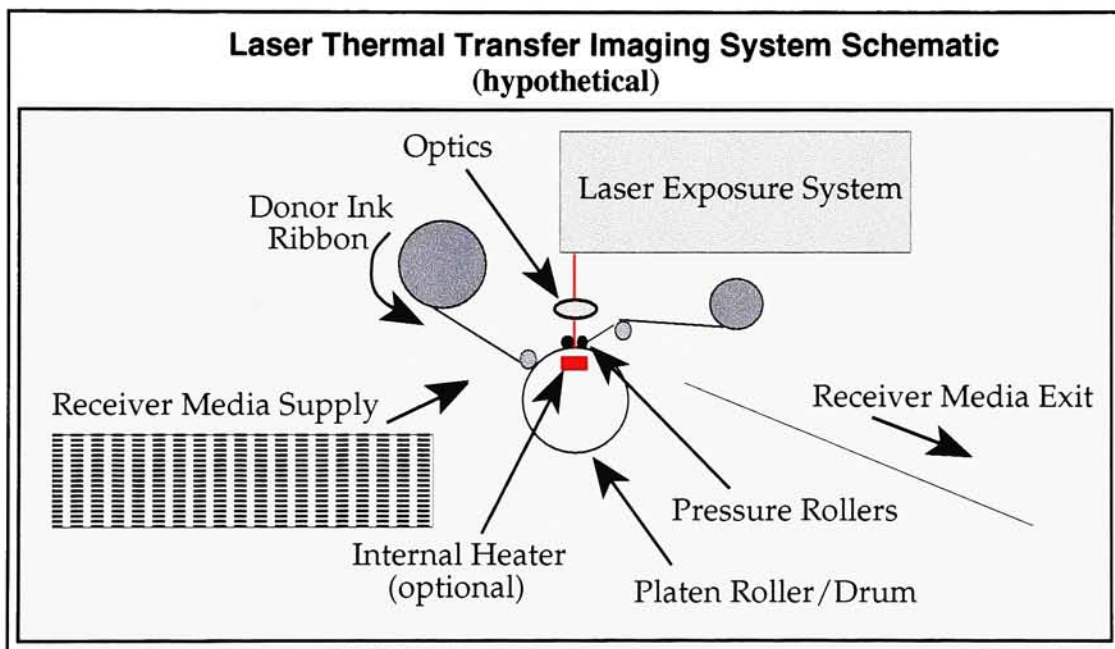 Laser Thermal Transfer Imaging System Schematic
(hypothetical)
Optics
Laser Exposure System
Donor Ink
Ribbon
Receiver Media Supply
Receiver Media Exit
Pressure Rollers
Internal Heater
(optional)
Platen Roller/Drum